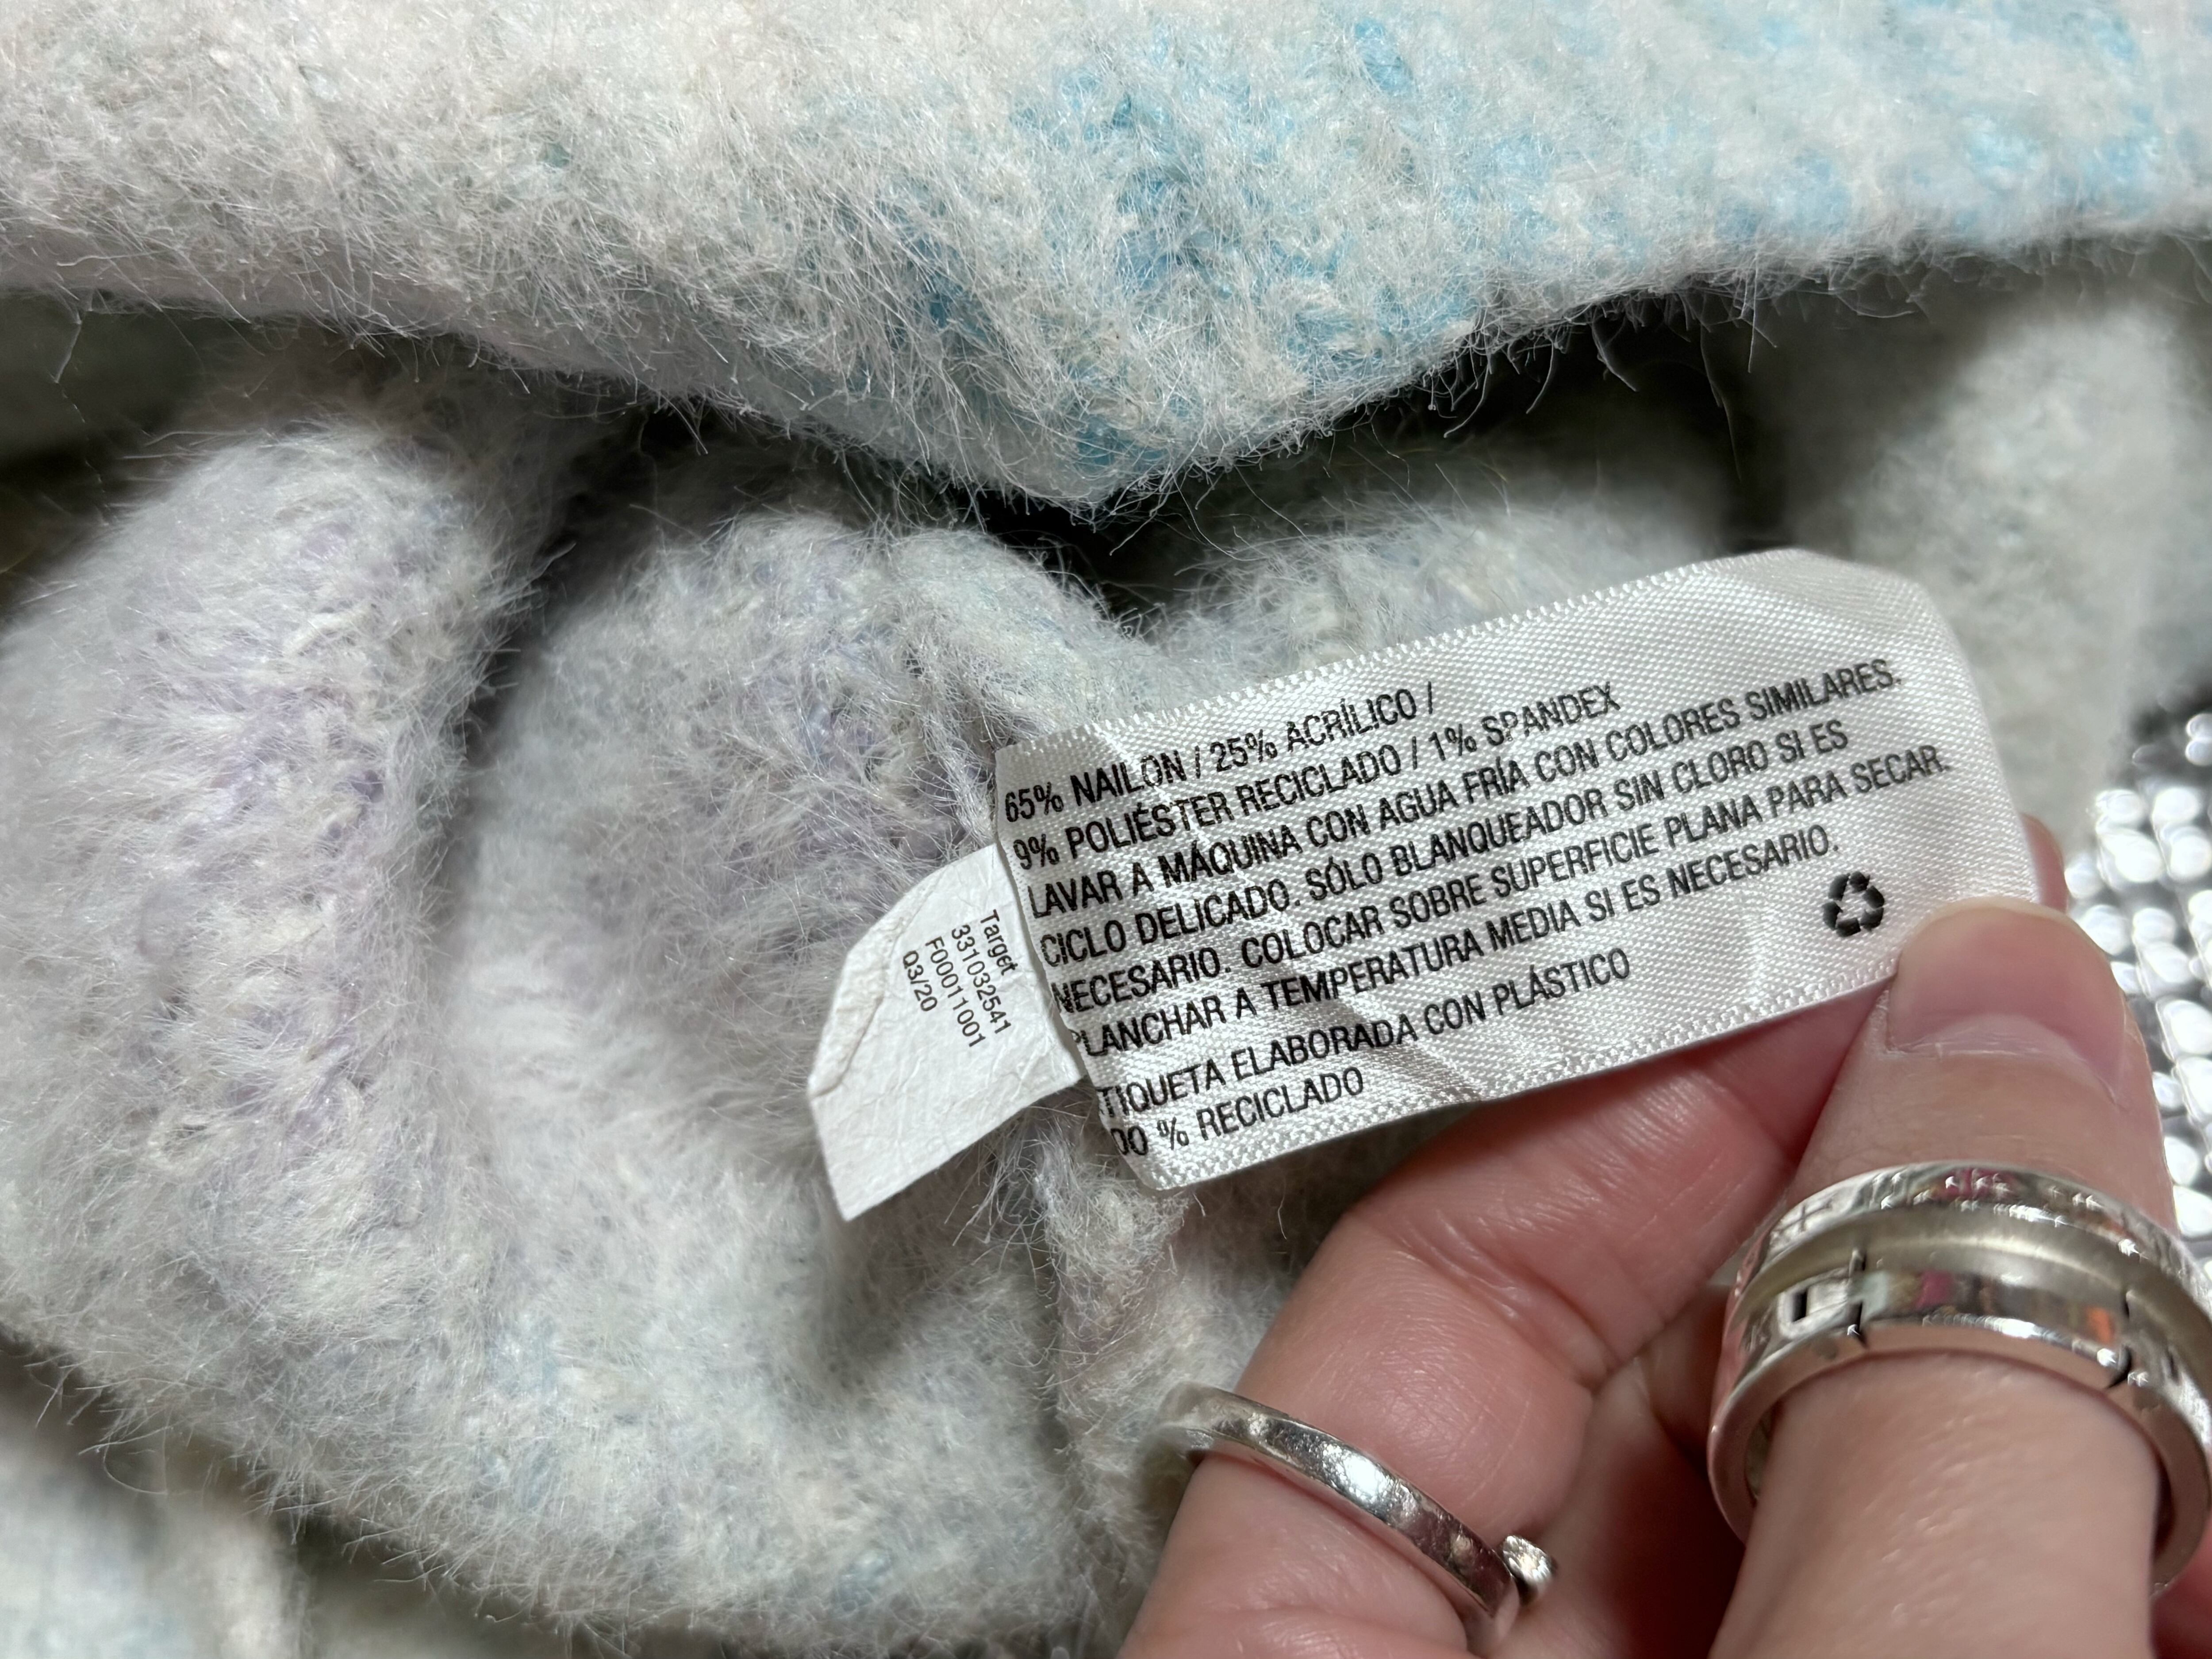 65% NAILON / 25% ACRÍLICO /
9% POLIÉSTER RECICLADO / 1% SPANDEX
LAVAR A MÁQUINA CON AGUA FRÍA CON COLORES SIMILARES.
CICLO DELICADO. SÓLO BLANQUEADOR SIN CLORO SI ES
NECESARIO. COLOCAR SOBRE SUPERFICIE PLANA PARA SECAR.
PLANCHAR A TEMPERATURA MEDIA SI ES NECESARIO.
TIQUETA ELABORADA CON PLÁSTICO
00 % RECICLADO
Target
331032541
F000111001
Q3/20